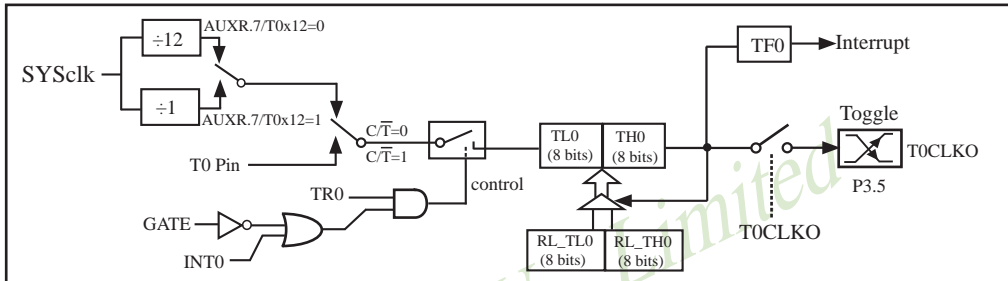 AUXR.7/T0x12=0
÷12
SYSclk
÷1
AUXR.7/T0x12=1
T0 Pin
C/T̅=0
C/T̅=1
control
TR0
GATE
INT0
TL0
(8 bits)
TH0
(8 bits)
RL_TL0
(8 bits)
RL_TH0
(8 bits)
TF0
Interrupt
Toggle
T0CLKO
P3.5
T0CLKO
Limited